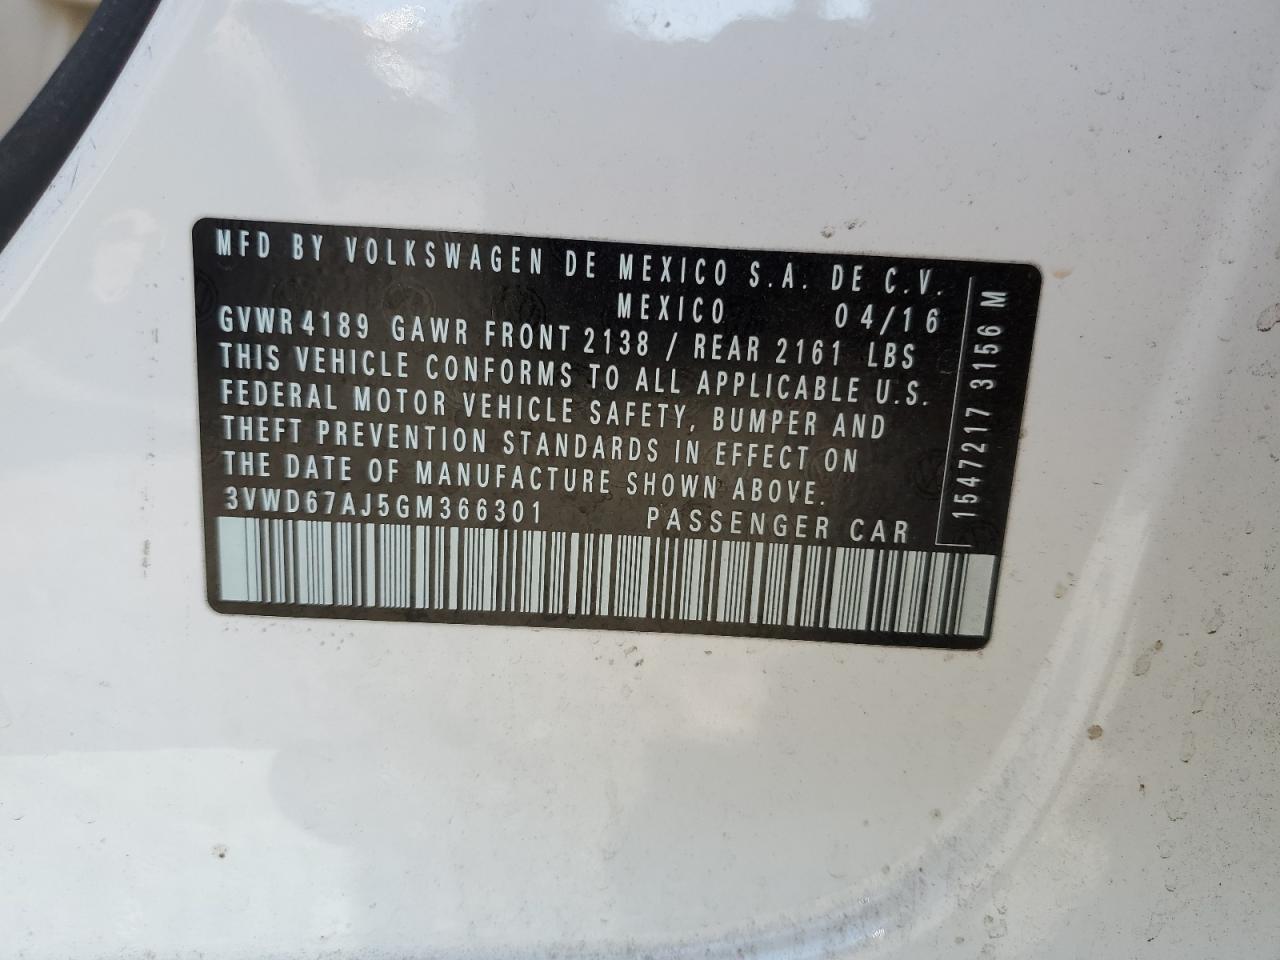 MFD BY VOLKSWAGEN DE MEXICO S.A. DE C.V.
MEXICO 04/16
GVWR 4189 GAWR FRONT 2138 / REAR 2161 LBS
THIS VEHICLE CONFORMS TO ALL APPLICABLE U.S.
FEDERAL MOTOR VEHICLE SAFETY, BUMPER AND
THEFT PREVENTION STANDARDS IN EFFECT ON
THE DATE OF MANUFACTURE SHOWN ABOVE.
3VWD67AJ5GM366301 PASSENGER CAR
1547217 3156 M